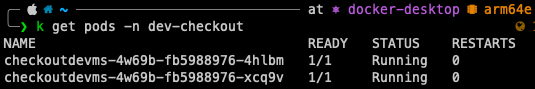 ~ at docker-desktop arm64e
❯ k get pods -n dev-checkout
NAME READY STATUS RESTARTS
checkoutdevms-4w69b-fb5988976-4hlbm 1/1 Running 0
checkoutdevms-4w69b-fb5988976-xcq9v 1/1 Running 0